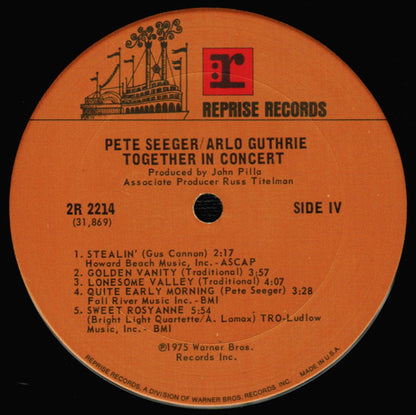 r
REPRISE RECORDS
PETE SEEGER/ARLO GUTHRIE
TOGETHER IN CONCERT
Produced by John Pilla
Associate Producer Russ Titelman
2R 2214
(31,869)
SIDE IV
1. STEALIN' (Gus Cannon) 2:17
Howard Beach Music, Inc.-ASCAP
2. GOLDEN VANITY (Traditional) 3:57
3. LONESOME VALLEY (Traditional) 4:07
4. QUITE EARLY MORNING (Pete Seeger) 3:28
Fall River Music Inc.-BMI
5. SWEET ROSYANNE 5:54
(Bright Light Quartette/A. Lomax) TRO-Ludlow
Music, Inc.- BMI
℗1975 Warner Bros.
Records Inc.
REPRISE RECORDS, A DIVISION OF WARNER BROS. RECORDS INC.
MADE IN U.S.A.